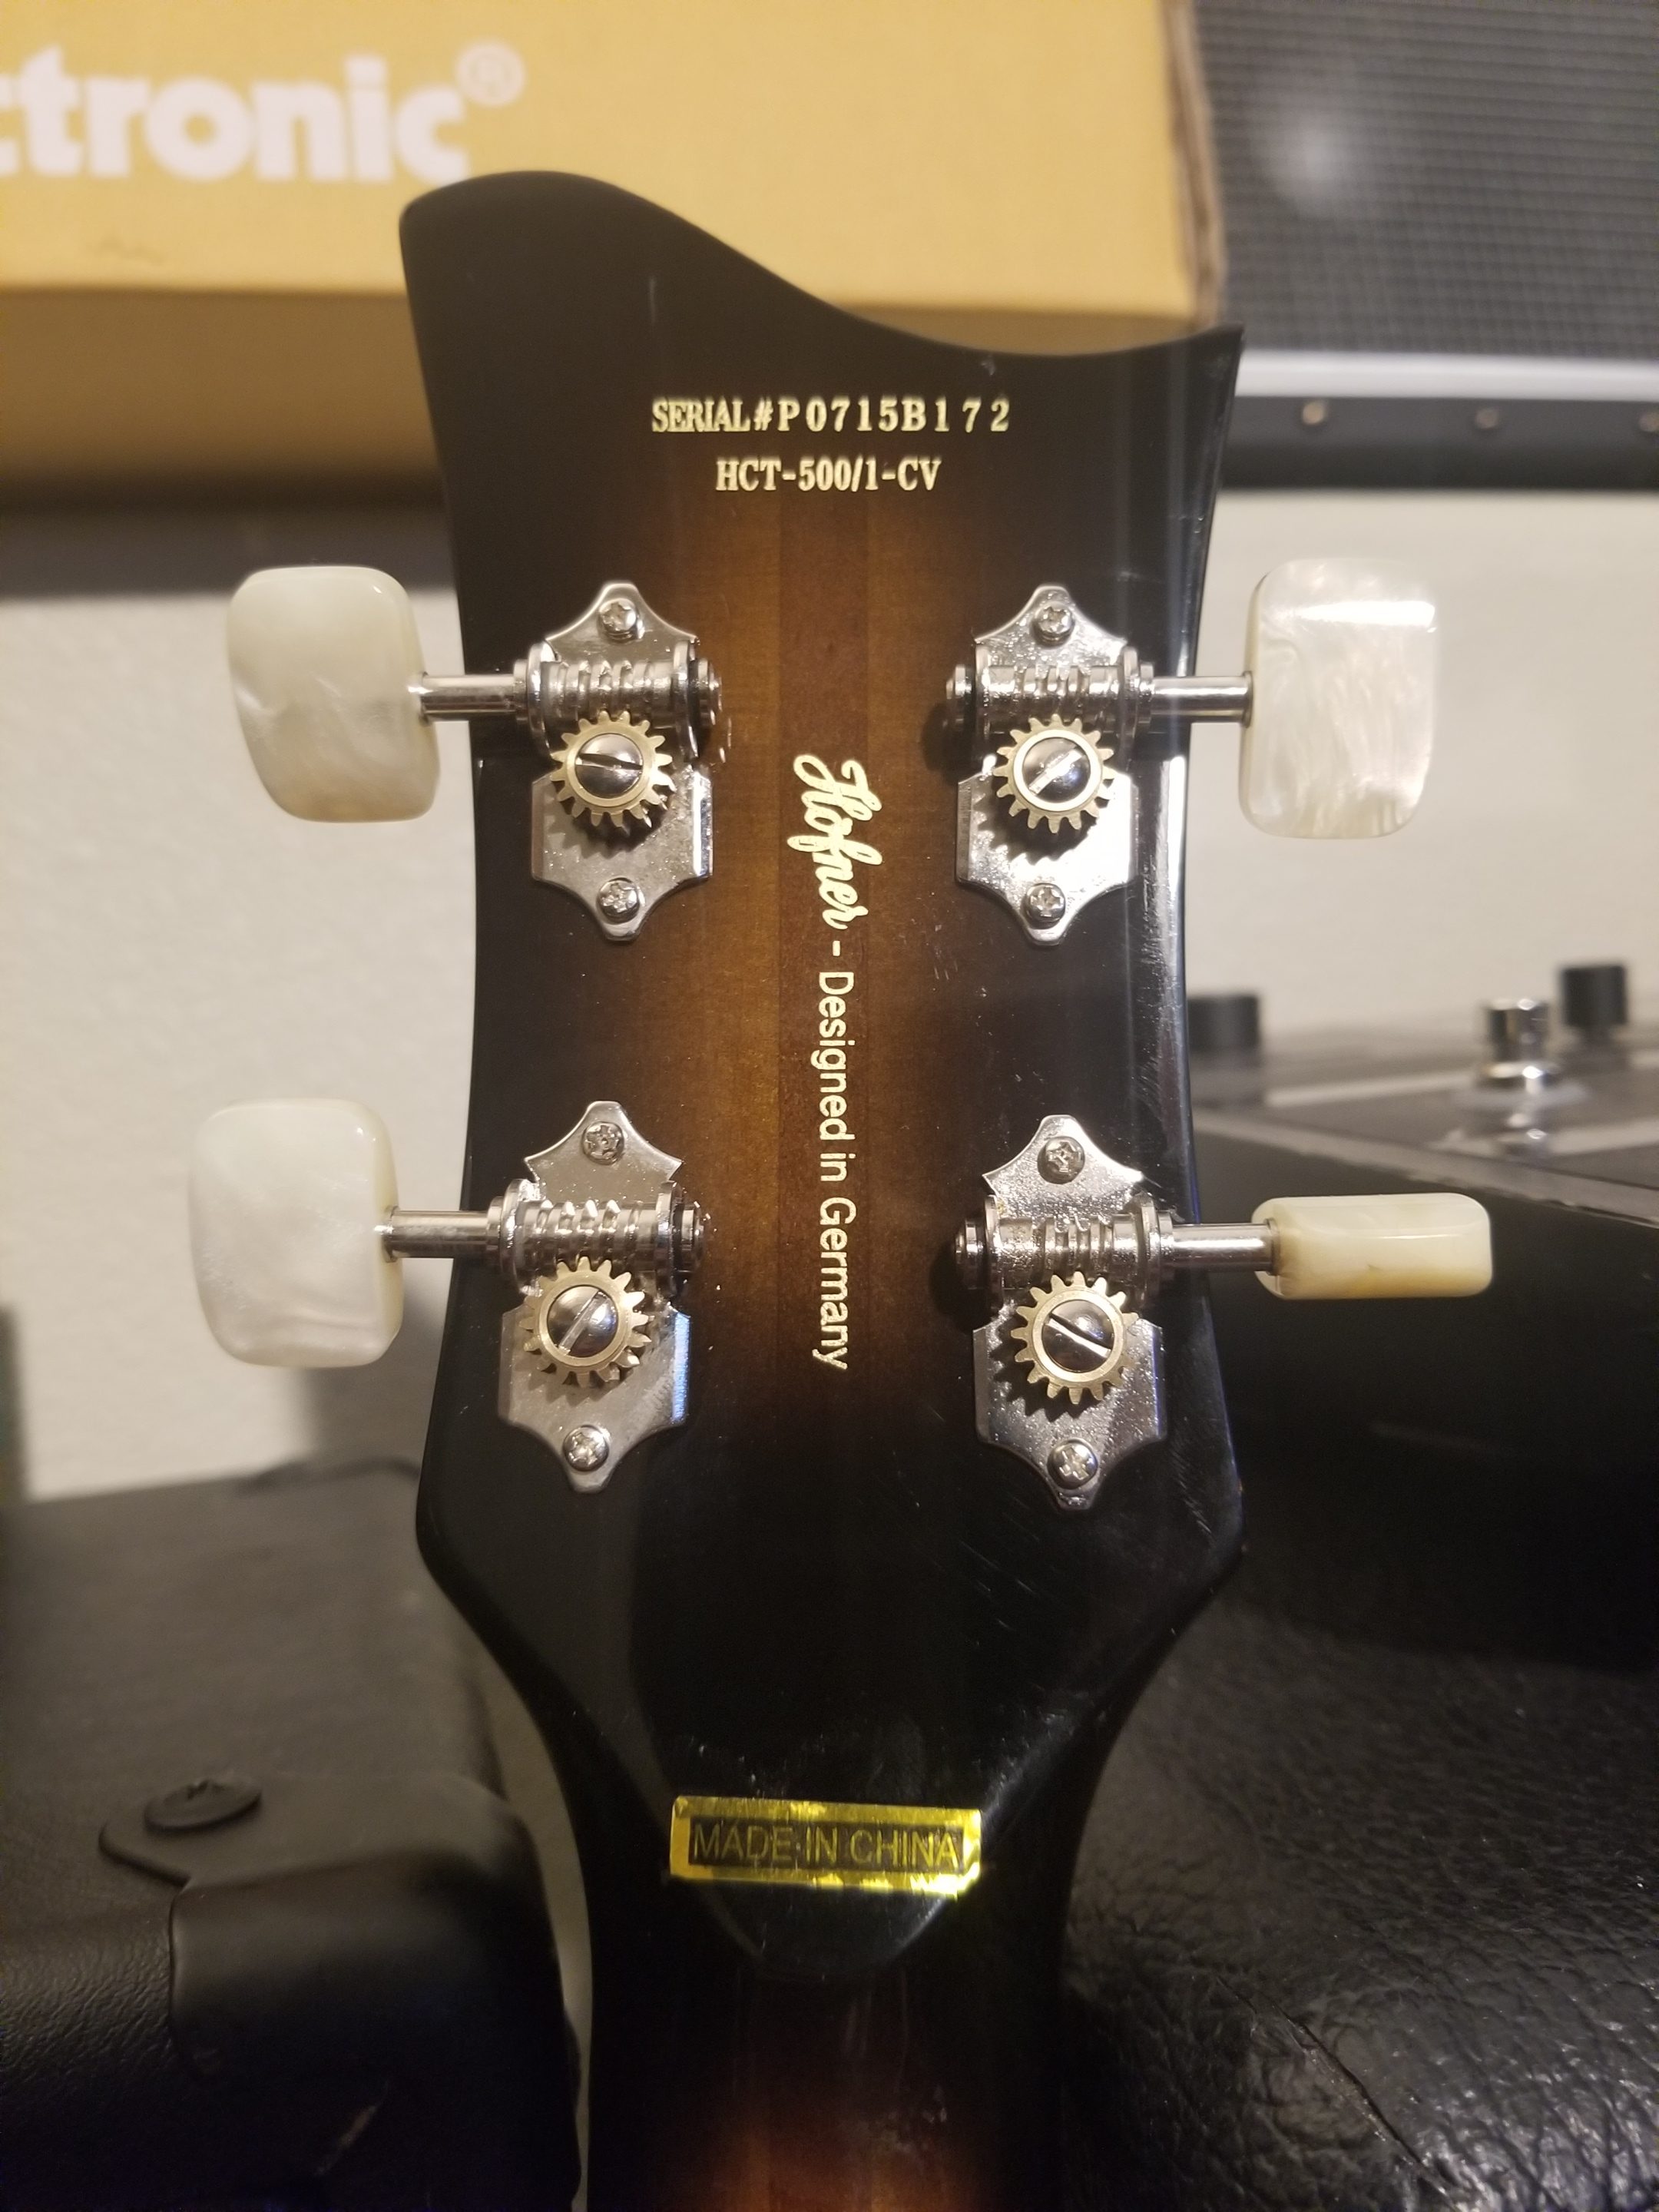 ctronic®
SERIAL#P0715B172
HCT-500/1-CV
Höfner - Designed in Germany
MADE IN CHINA